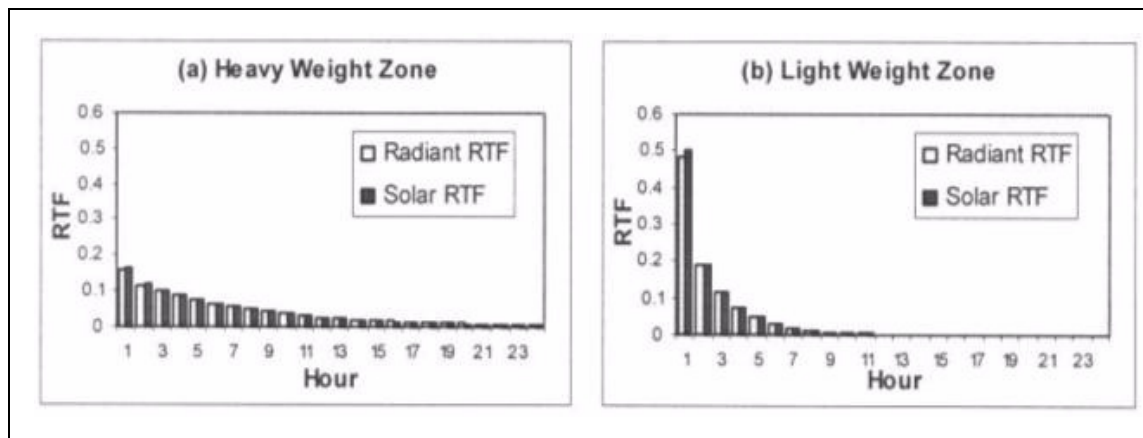 (a) Heavy Weight Zone
0.6
0.5
0.4
0.3
0.2
0.1
0
RTF
Radiant RTF
Solar RTF
1 3 5 7 9 11 13 15 17 19 21 23
Hour
(b) Light Weight Zone
0.6
0.5
0.4
0.3
0.2
0.1
0
RTF
Radiant RTF
Solar RTF
1 3 5 7 9 11 13 15 17 19 21 23
Hour